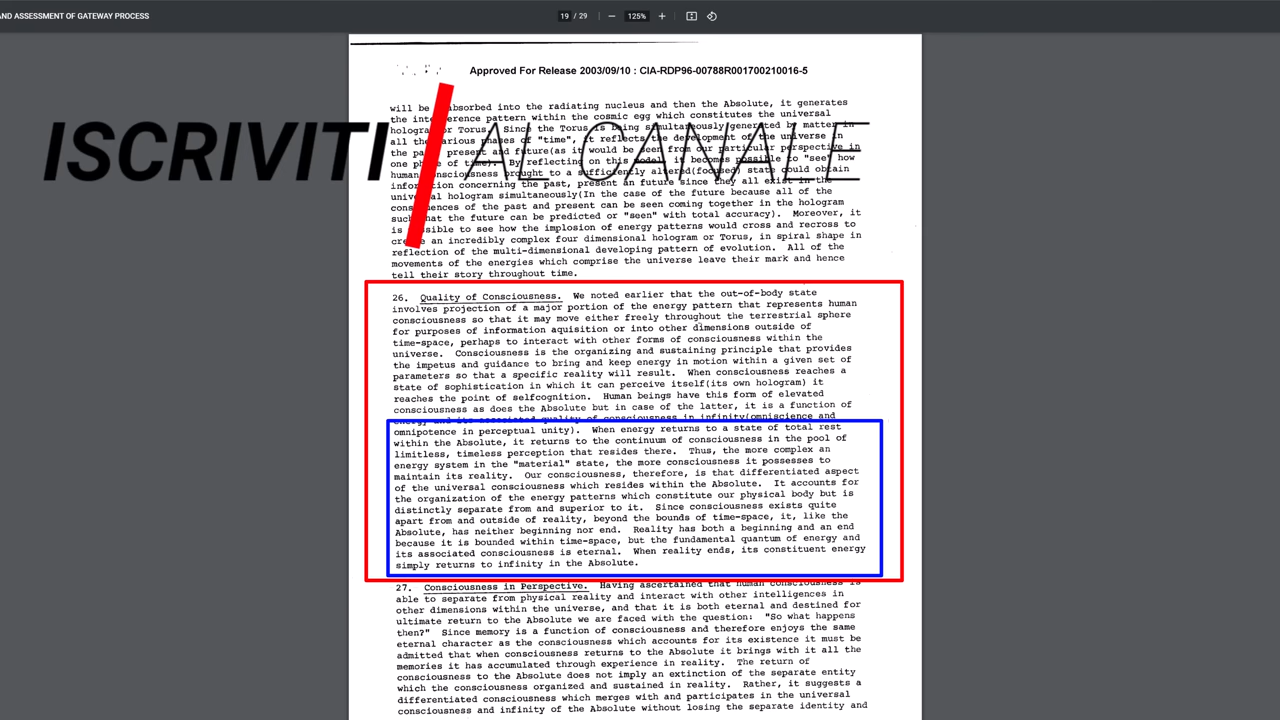 AND ASSESSMENT OF GATEWAY PROCESS
19 / 29
125%
Approved For Release 2003/09/10 : CIA-RDP96-00788R001700210016-5
ISCRIVITI AL CANALE
will be absorbed into the radiating nucleus and then the Absolute, it generates
the interference pattern within the cosmic egg which constitutes the universal
hologram or Torus. Since the Torus is being simultaneously generated by matter in
all the various phases of "time", it reflects the development of the universe in
the past, present and future(as it would be seen from our particular perspective in
one phase of time). By reflecting on this model, it becomes possible to "see" how
human consciousness brought to a sufficiently altered(focused) state could obtain
information concerning the past, present an future since they all exist in the
universal hologram simultaneously(In the case of the future because all of the
consequences of the past and present can be seen coming together in the hologram
such that the future can be predicted or "seen" with total accuracy). Moreover, it
is possible to see how the implosion of energy patterns would cross and recross to
create an incredibly complex four dimensional hologram or Torus, in spiral shape in
reflection of the multi-dimensional developing pattern of evolution. All of the
movements of the energies which comprise the universe leave their mark and hence
tell their story throughout time.
26. Quality of Consciousness. We noted earlier that the out-of-body state
involves projection of a major portion of the energy pattern that represents human
consciousness so that it may move either freely throughout the terrestrial sphere
for purposes of information aquisition or into other dimensions outside of
time-space, perhaps to interact with other forms of consciousness within the
universe. Consciousness is the organizing and sustaining principle that provides
the impetus and guidance to bring and keep energy in motion within a given set of
parameters so that a specific reality will result. When consciousness reaches a
state of sophistication in which it can perceive itself(its own hologram) it
reaches the point of selfcognition. Human beings have this form of elevated
consciousness as does the Absolute but in case of the latter, it is a function of
energy and its associated quality of consciousness in infinity(omniscience and
omnipotence in perceptual unity). When energy returns to a state of total rest
within the Absolute, it returns to the continuum of consciousness in the pool of
limitless, timeless perception that resides there. Thus, the more complex an
energy system in the "material" state, the more consciousness it possesses to
maintain its reality. Our consciousness, therefore, is that differentiated aspect
of the universal consciousness which resides within the Absolute. It accounts for
the organization of the energy patterns which constitute our physical body but is
distinctly separate from and superior to it. Since consciousness exists quite
apart from and outside of reality, beyond the bounds of time-space, it, like the
Absolute, has neither beginning nor end. Reality has both a beginning and an end
because it is bounded within time-space, but the fundamental quantum of energy and
its associated consciousness is eternal. When reality ends, its constituent energy
simply returns to infinity in the Absolute.
27. Consciousness in Perspective. Having ascertained that human consciousness is
able to separate from physical reality and interact with other intelligences in
other dimensions within the universe, and that it is both eternal and destined for
ultimate return to the Absolute we are faced with the question: "So what happens
then?" Since memory is a function of consciousness and therefore enjoys the same
eternal character as the consciousness which accounts for its existence it must be
admitted that when consciousness returns to the Absolute it brings with it all the
memories it has accumulated through experience in reality. The return of
consciousness to the Absolute does not imply an extinction of the separate entity
which the consciousness organized and sustained in reality. Rather, it suggests a
differentiated consciousness which merges with and participates in the universal
consciousness and infinity of the Absolute without losing the separate identity and